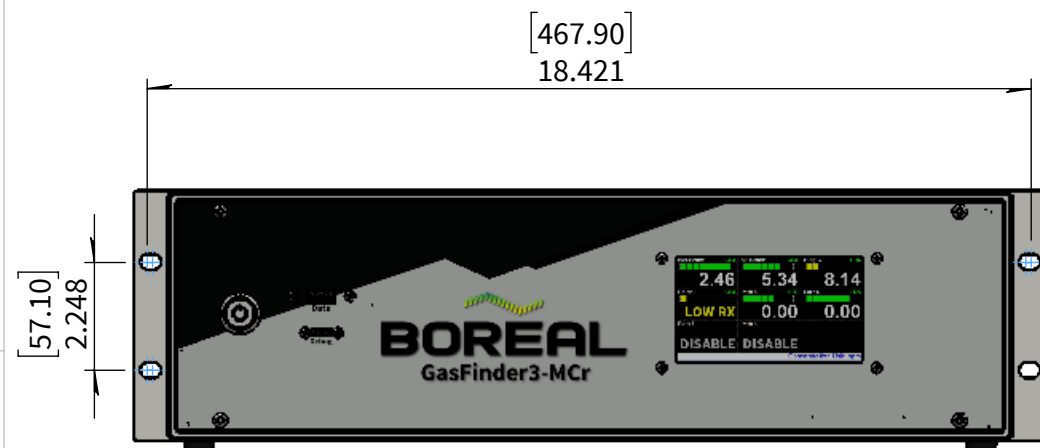 [467.90]
18.421
[57.10]
2.248
Data
BOREAL
GasFinder3-MCr
2.46 5.34 8.14
LOW RX 0.00 0.00
DISABLE DISABLE